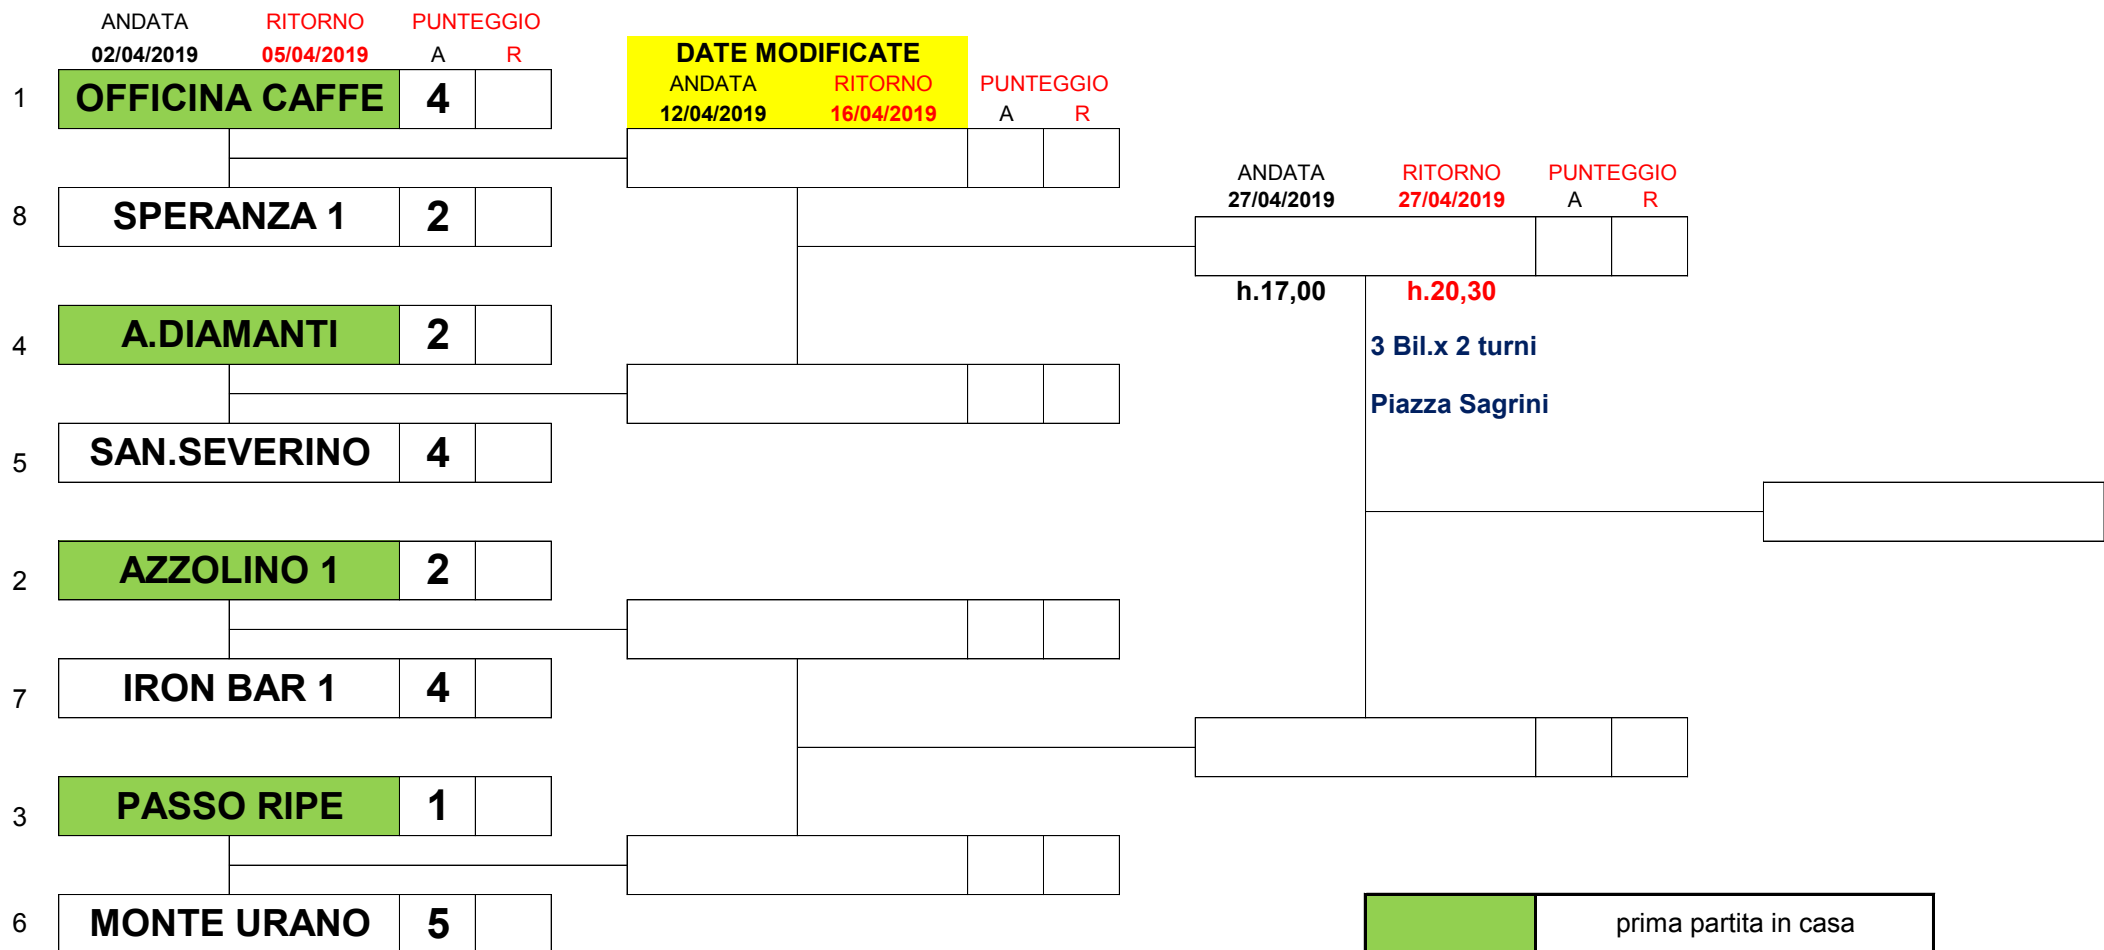 ANDATA RITORNO PUNTEGGIO
02/04/2019 05/04/2019 A R
DATE MODIFICATE
ANDATA RITORNO PUNTEGGIO
12/04/2019 16/04/2019 A R
1 OFFICINA CAFFE 4
ANDATA RITORNO PUNTEGGIO
27/04/2019 27/04/2019 A R
8 SPERANZA 1 2
h.17,00 h.20,30
4 A.DIAMANTI 2
3 Bil.x 2 turni
Piazza Sagrini
5 SAN.SEVERINO 4
2 AZZOLINO 1 2
7 IRON BAR 1 4
3 PASSO RIPE 1
6 MONTE URANO 5
prima partita in casa